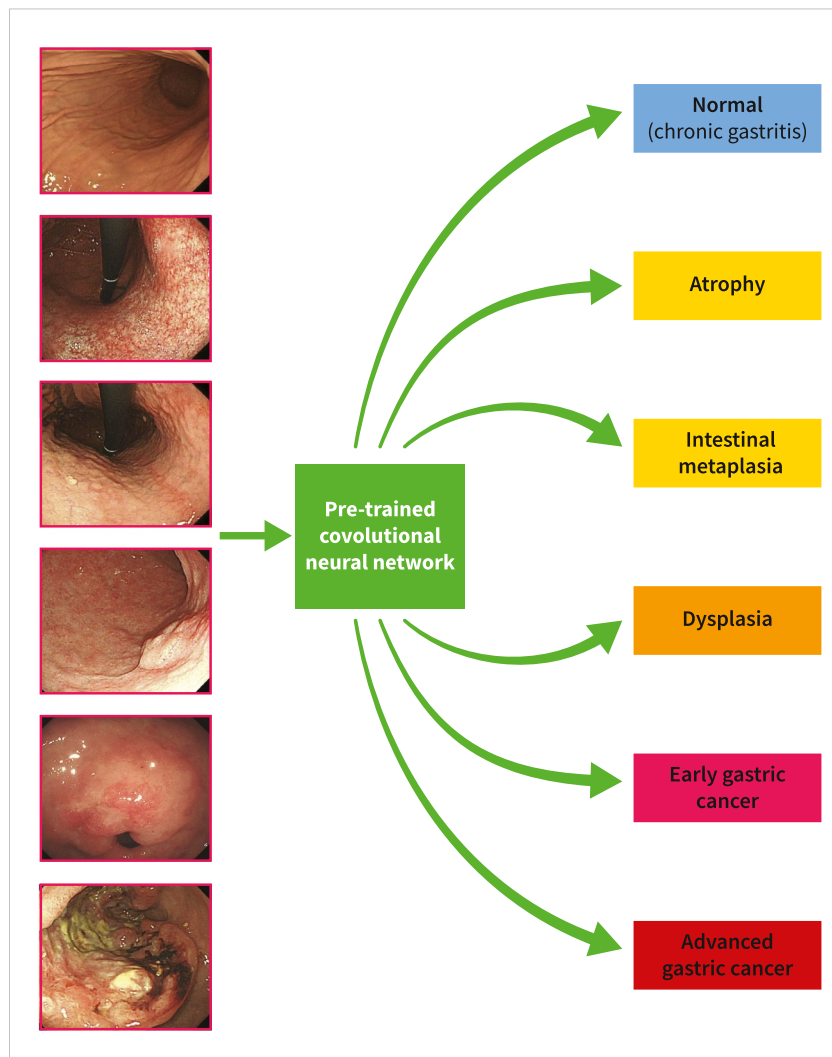 Normal
(chronic gastritis)
Atrophy
Intestinal
metaplasia
Pre-trained
covolutional
neural network
Dysplasia
Early gastric
cancer
Advanced
gastric cancer